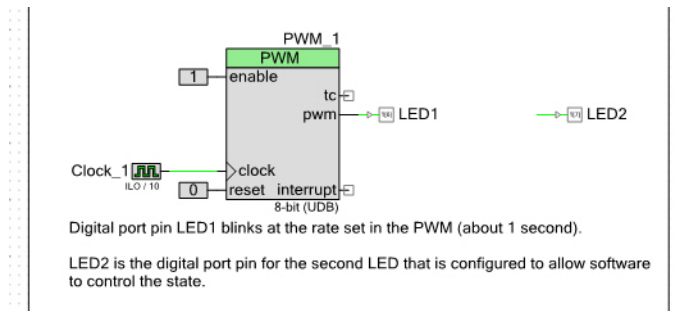 PWM_1
PWM
1
enable
tc
pwm
LED1
LED2
Clock_1
clock
ILO / 10
0
reset interrupt
8-bit (UDB)
Digital port pin LED1 blinks at the rate set in the PWM (about 1 second).
LED2 is the digital port pin for the second LED that is configured to allow software
to control the state.